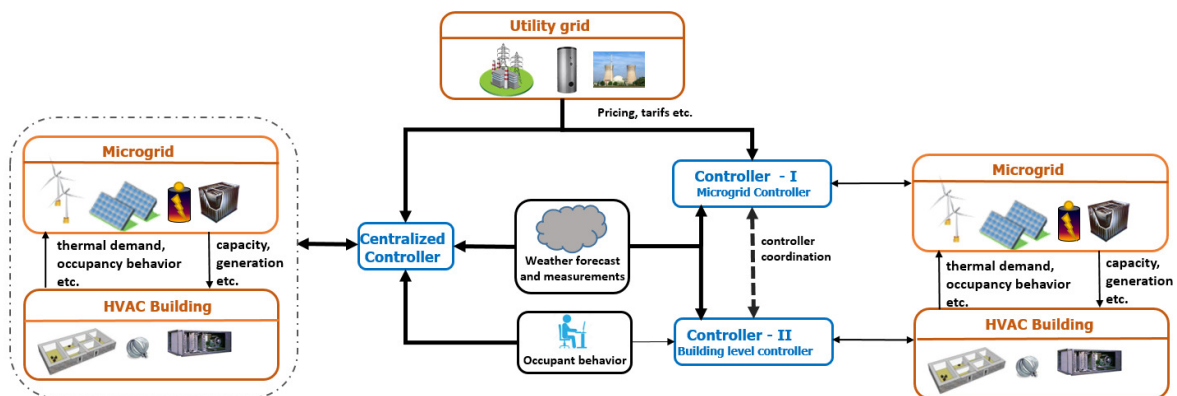 Utility grid
Pricing, tarifs etc.
Microgrid
thermal demand,
occupancy behavior
etc.
capacity,
generation
etc.
HVAC Building
Centralized
Controller
Weather forecast
and measurements
Occupant behavior
Controller - I
Microgrid Controller
controller
coordination
Controller - II
Building level controller
Microgrid
thermal demand,
occupancy behavior
etc.
capacity,
generation
etc.
HVAC Building